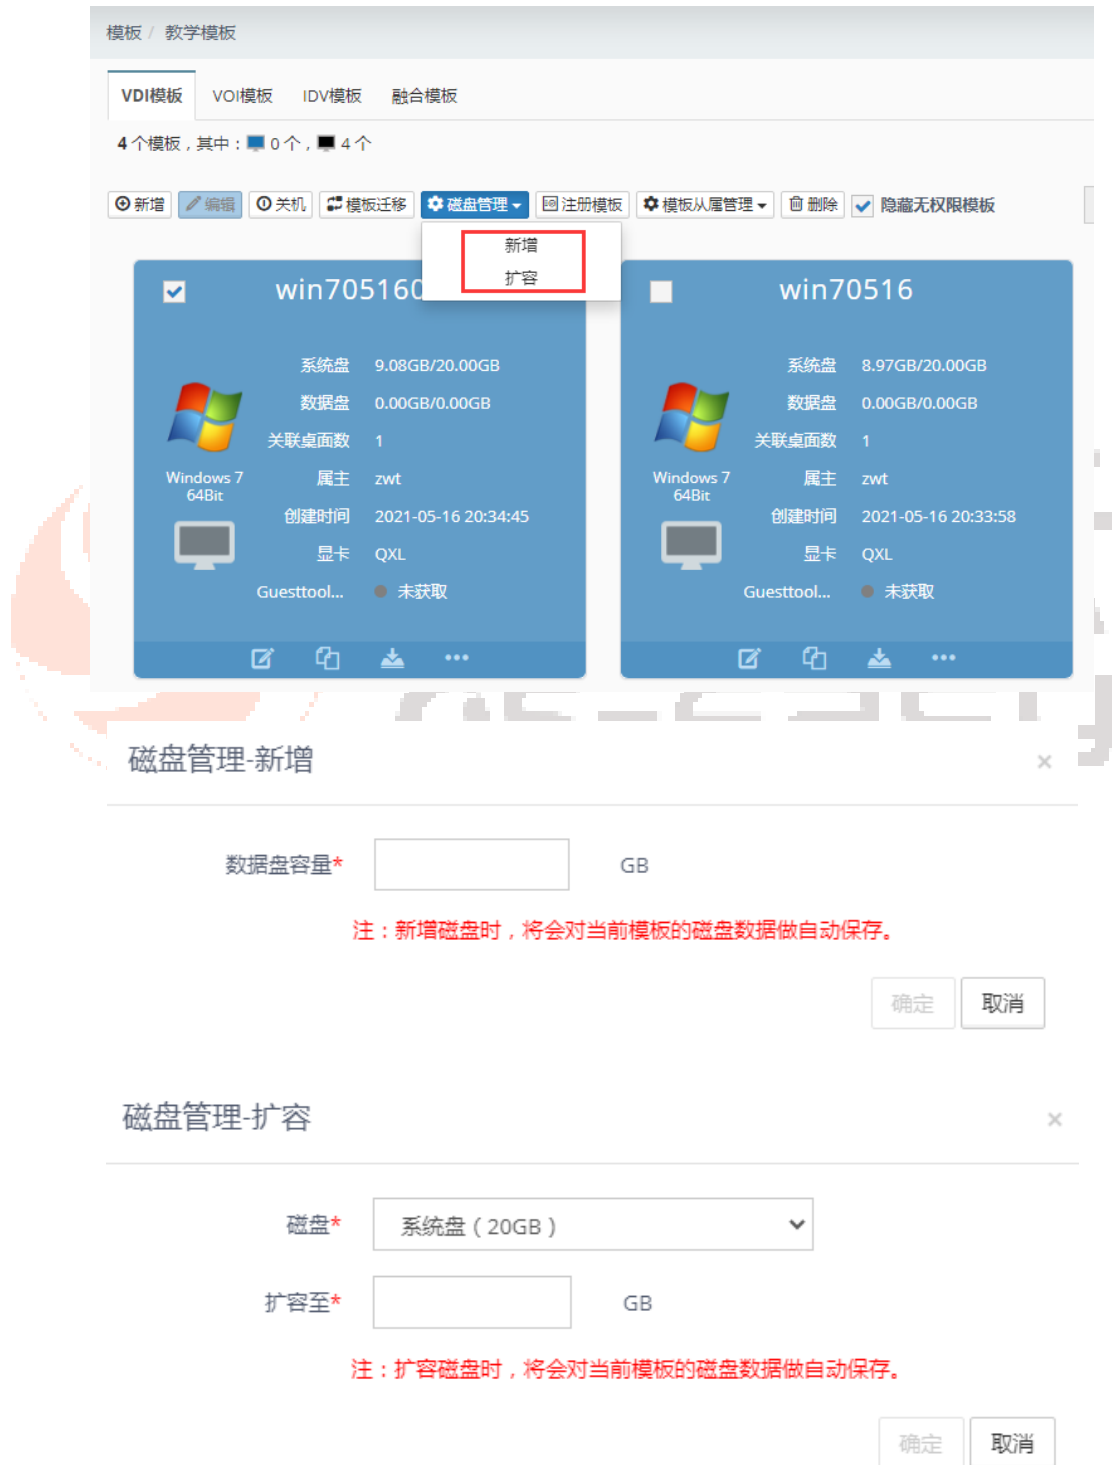 模板 / 教学模板
VDI模板 VOI模板 IDV模板 融合模板
4 个模板，其中： 0 个， 4 个
新增 编辑 关机 模板迁移 磁盘管理 注册模板 模板从属管理 删除 隐藏无权限模板
新增
扩容
win70516 win70516
系统盘 9.08GB/20.00GB 系统盘 8.97GB/20.00GB
数据盘 0.00GB/0.00GB 数据盘 0.00GB/0.00GB
关联桌面数 1 关联桌面数 1
Windows 7 64Bit 属主 zwt Windows 7 64Bit 属主 zwt
创建时间 2021-05-16 20:34:45 创建时间 2021-05-16 20:33:58
显卡 QXL 显卡 QXL
Guesttool... 未获取 Guesttool... 未获取
磁盘管理-新增 ×
数据盘容量* GB
注：新增磁盘时，将会对当前模板的磁盘数据做自动保存。
确定 取消
磁盘管理-扩容 ×
磁盘* 系统盘（20GB）
扩容至* GB
注：扩容磁盘时，将会对当前模板的磁盘数据做自动保存。
确定 取消